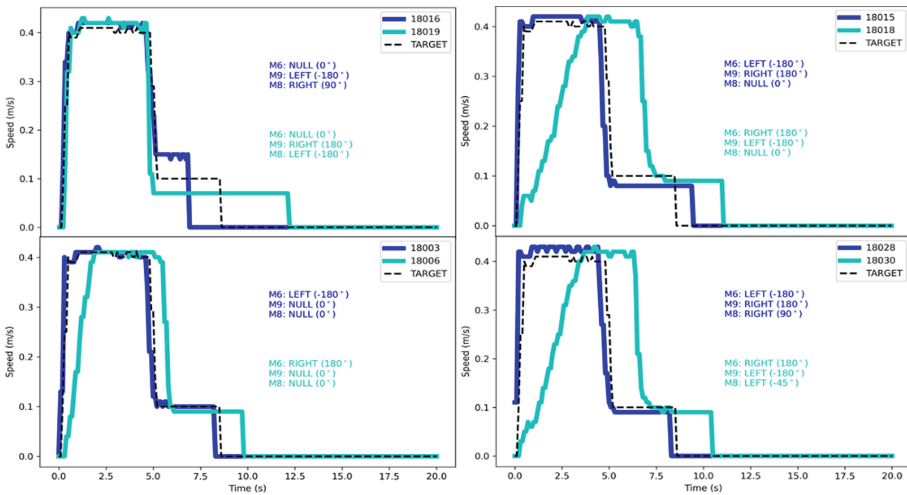 18016
18019
TARGET
M6: NULL (0°)
M9: LEFT (-180°)
M8: RIGHT (90°)
M6: NULL (0°)
M9: RIGHT (180°)
M8: LEFT (-180°)
Speed (m/s)
0.4
0.3
0.2
0.1
0.0
18015
18018
TARGET
M6: LEFT (-180°)
M9: RIGHT (180°)
M8: NULL (0°)
M6: RIGHT (180°)
M9: LEFT (-180°)
M8: NULL (0°)
Speed (m/s)
0.4
0.3
0.2
0.1
0.0
18003
18006
TARGET
M6: LEFT (-180°)
M9: NULL (0°)
M8: NULL (0°)
M6: RIGHT (180°)
M9: NULL (0°)
M8: NULL (0°)
Speed (m/s)
0.4
0.3
0.2
0.1
0.0
0.0 2.5 5.0 7.5 10.0 12.5 15.0 17.5 20.0
Time (s)
18028
18030
TARGET
M6: LEFT (-180°)
M9: RIGHT (180°)
M8: RIGHT (90°)
M6: RIGHT (180°)
M9: LEFT (-180°)
M8: LEFT (-45°)
Speed (m/s)
0.4
0.3
0.2
0.1
0.0
0.0 2.5 5.0 7.5 10.0 12.5 15.0 17.5 20.0
Time (s)